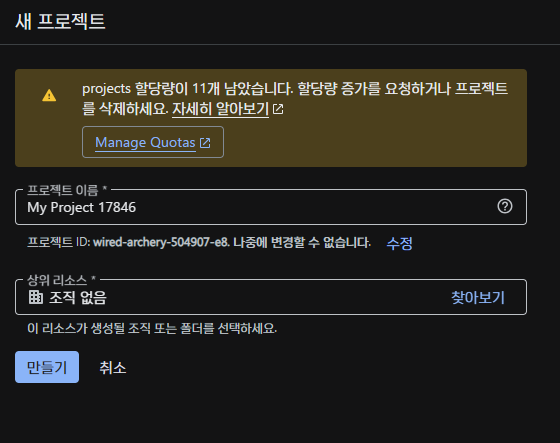 새 프로젝트
projects 할당량이 11개 남았습니다. 할당량 증가를 요청하거나 프로젝트
를 삭제하세요. 자세히 알아보기
Manage Quotas
프로젝트 이름 *
My Project 17846
프로젝트 ID: wired-archery-504907-e8. 나중에 변경할 수 없습니다. 수정
상위 리소스 *
조직 없음 찾아보기
이 리소스가 생성될 조직 또는 폴더를 선택하세요.
만들기 취소